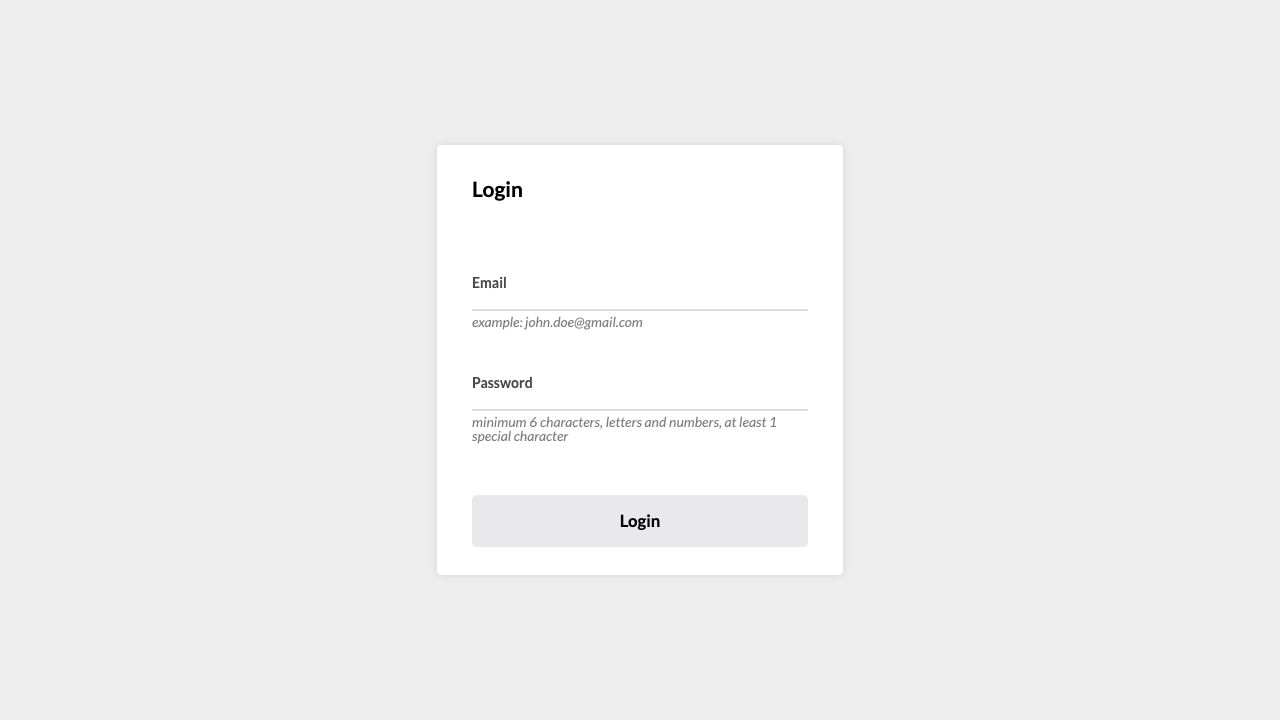 Login
Email
example: john.doe@gmail.com
Password
minimum 6 characters, letters and numbers, at least 1
special character
Login